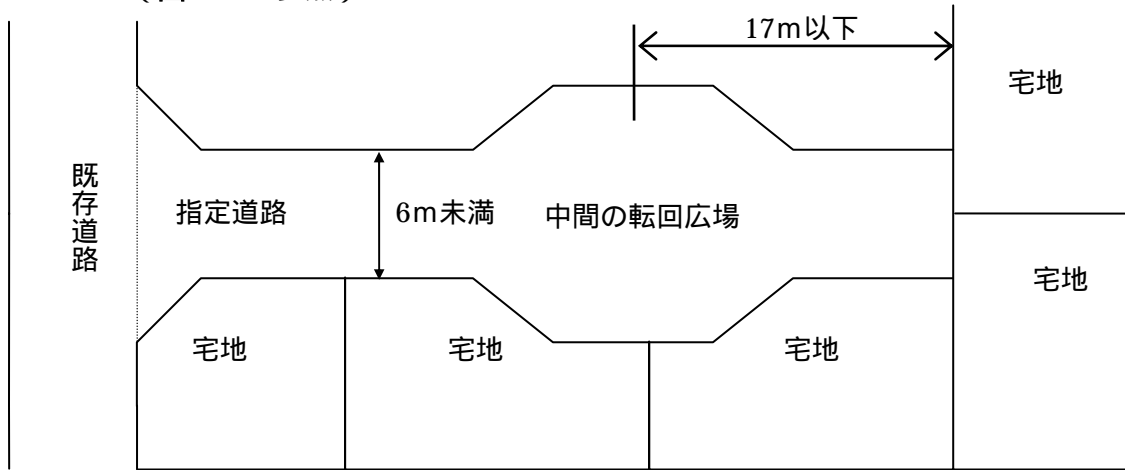 17m以下
宅地
既存道路
指定道路
6m未満
中間の転回広場
宅地
宅地
宅地
宅地